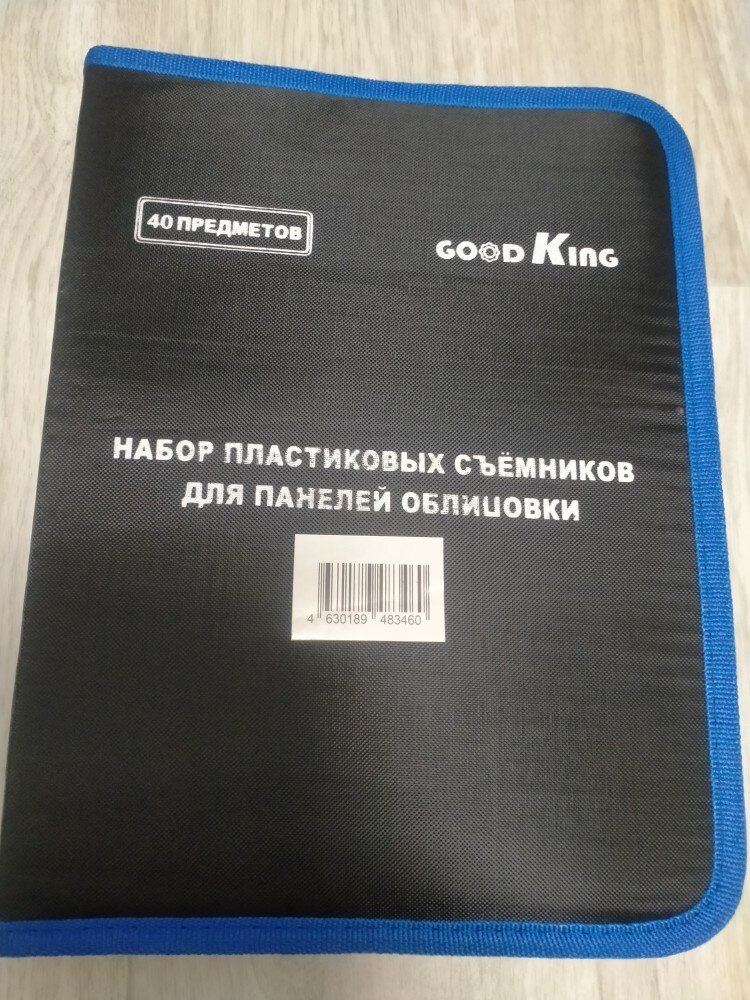 40 ПРЕДМЕТОВ
GOOD KING
НАБОР ПЛАСТИКОВЫХ СЪЁМНИКОВ
ДЛЯ ПАНЕЛЕЙ ОБЛИЦОВКИ
4 630189 483460